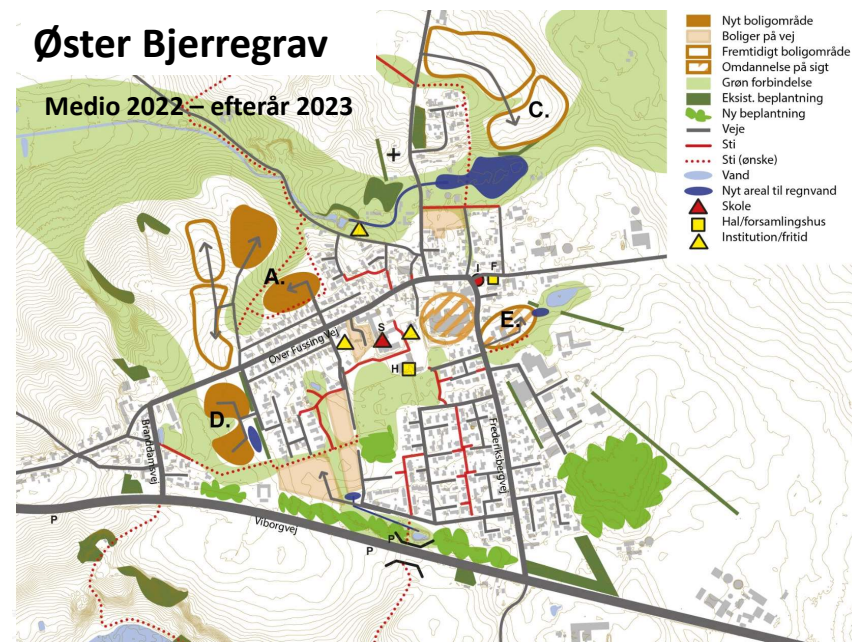 Øster Bjerregrav
Medio 2022 – efterår 2023
Nyt boligområde
Boliger på vej
Fremtidigt boligområde
Omdannelse på sigt
Grøn forbindelse
Eksist. beplantning
Ny beplantning
Veje
Sti
Sti (ønske)
Vand
Nyt areal til regnvand
Skole
Hal/forsamlingshus
Institution/fritid
C.
A.
I
F
E.
S
Over Fussing Vej
H
D.
Branddamsvej
Frederiksbergvej
Viborgvej
P
P
P